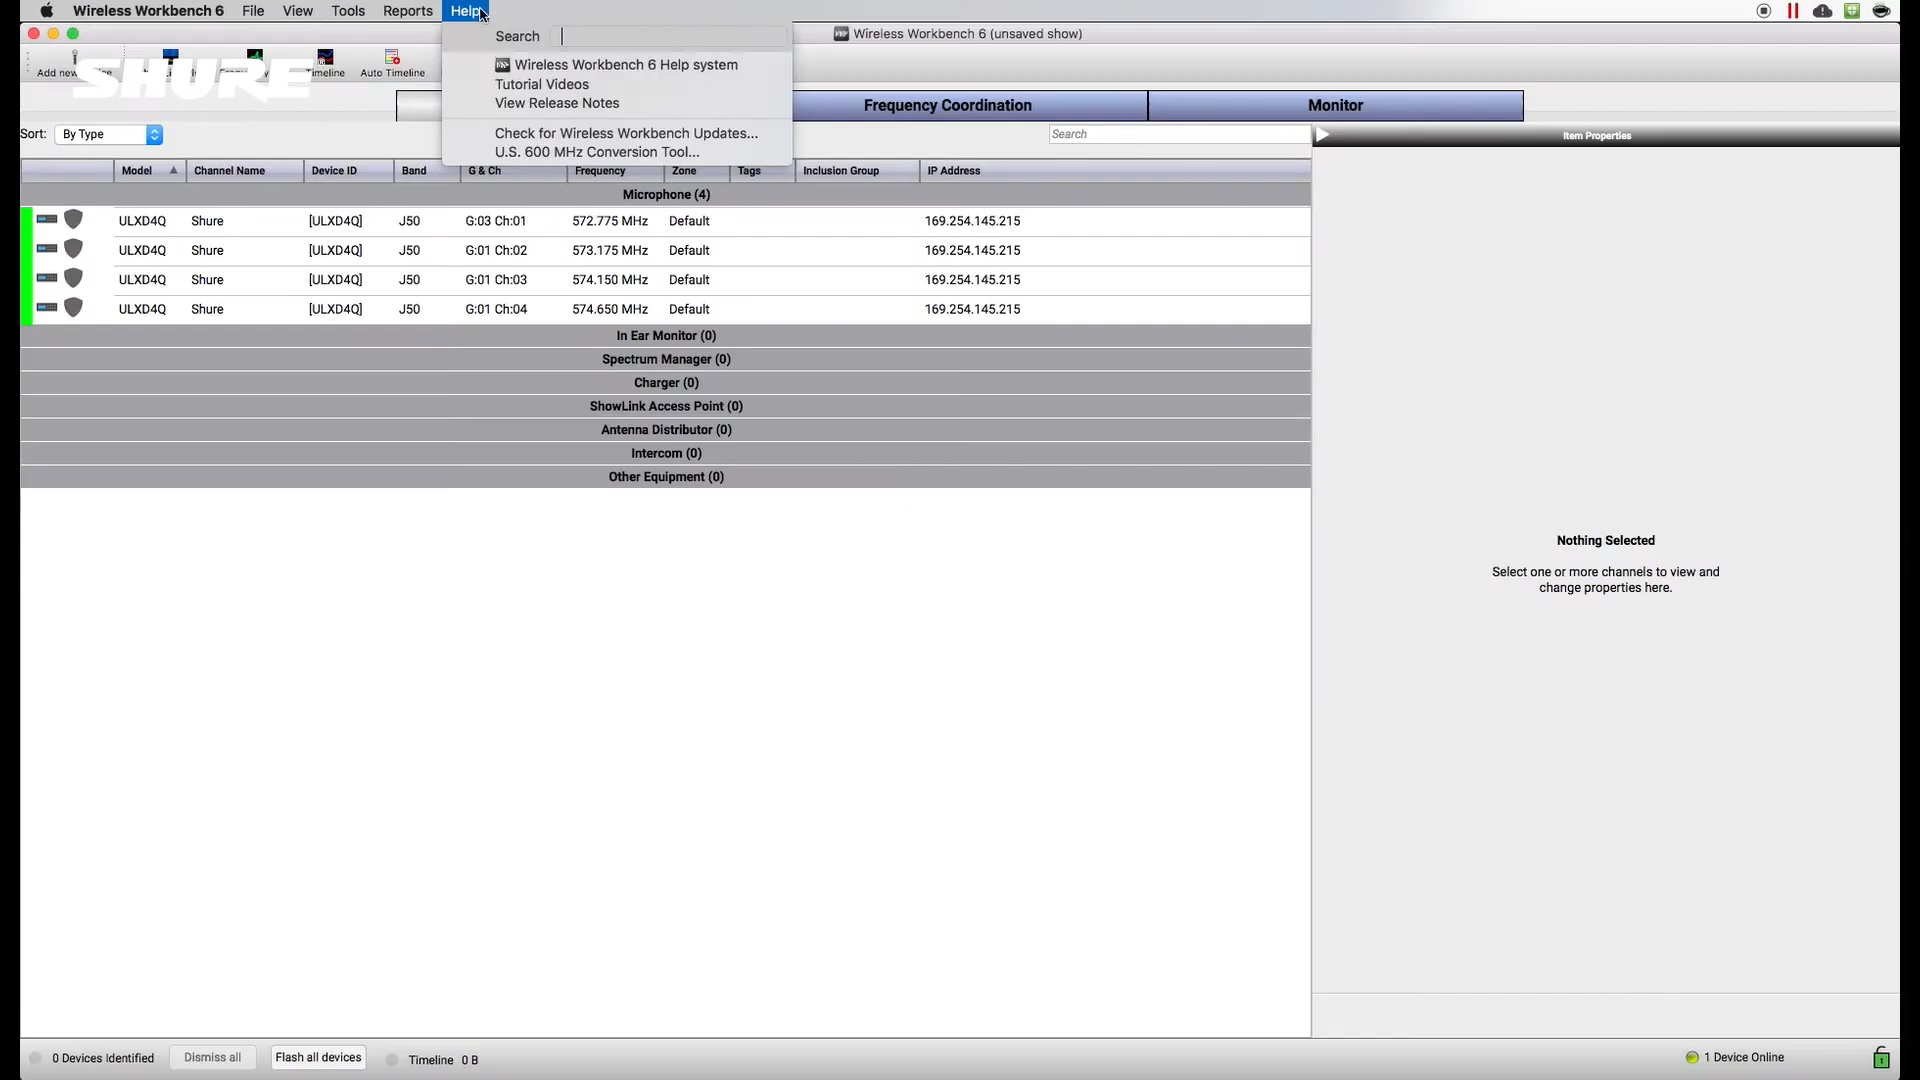 Wireless Workbench 6 File View Tools Reports Help
Search
Wireless Workbench 6 (unsaved show)
Wireless Workbench 6 Help system
Tutorial Videos
View Release Notes
Check for Wireless Workbench Updates...
U.S. 600 MHz Conversion Tool...
Add new
Timeline
Auto Timeline
SHURE
Frequency Coordination
Monitor
Sort:
By Type
Search
Item Properties
Model Channel Name Device ID Band G & Ch Frequency Zone Tags Inclusion Group IP Address
Microphone (4)
ULXD4Q Shure [ULXD4Q] J50 G:03 Ch:01 572.775 MHz Default 169.254.145.215
ULXD4Q Shure [ULXD4Q] J50 G:01 Ch:02 573.175 MHz Default 169.254.145.215
ULXD4Q Shure [ULXD4Q] J50 G:01 Ch:03 574.150 MHz Default 169.254.145.215
ULXD4Q Shure [ULXD4Q] J50 G:01 Ch:04 574.650 MHz Default 169.254.145.215
In Ear Monitor (0)
Spectrum Manager (0)
Charger (0)
ShowLink Access Point (0)
Antenna Distributor (0)
Intercom (0)
Other Equipment (0)
Nothing Selected
Select one or more channels to view and
change properties here.
0 Devices Identified
Dismiss all
Flash all devices
Timeline 0 B
1 Device Online